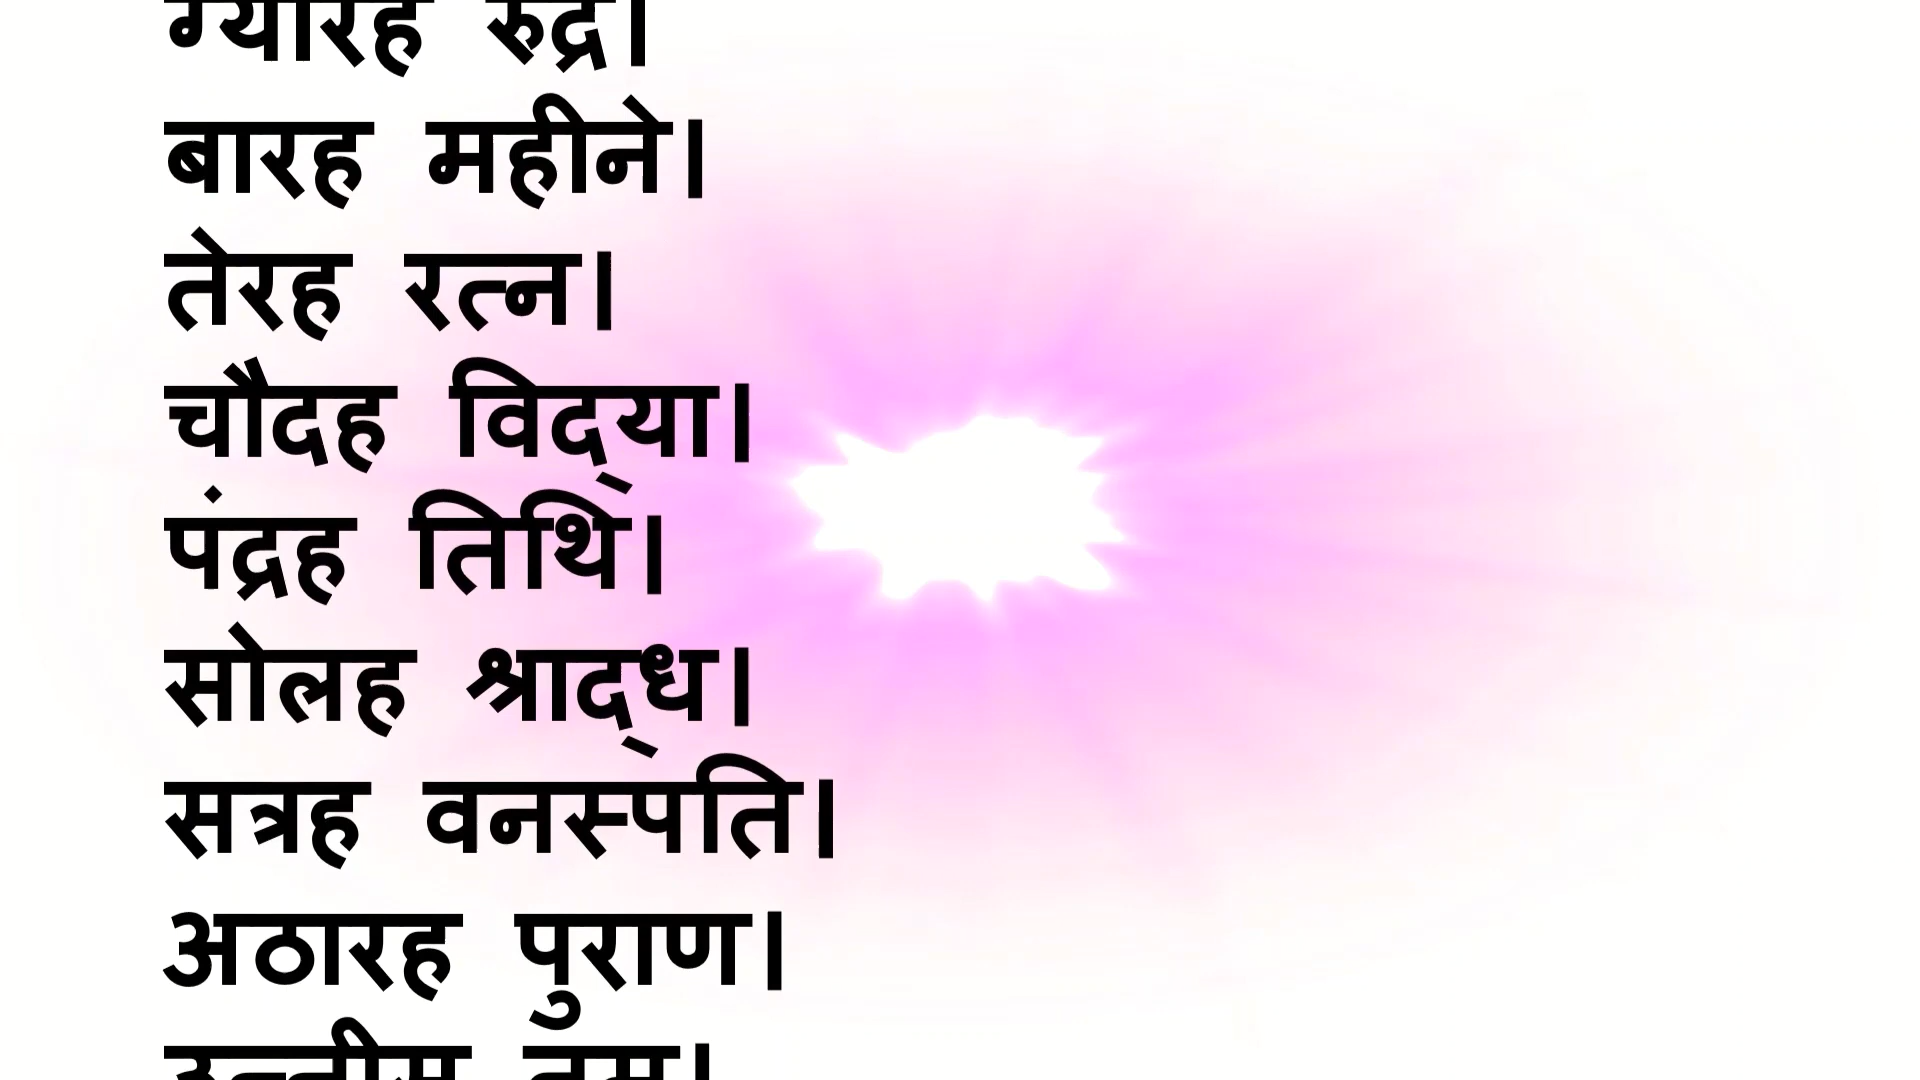 ग्यारह रुद्र।
बारह महीने।
तेरह रत्न।
चौदह विद्‌या।
पंद्रह तिथि।
सोलह श्राद्‌ध।
सत्रह वनस्पति।
अठारह पुराण।